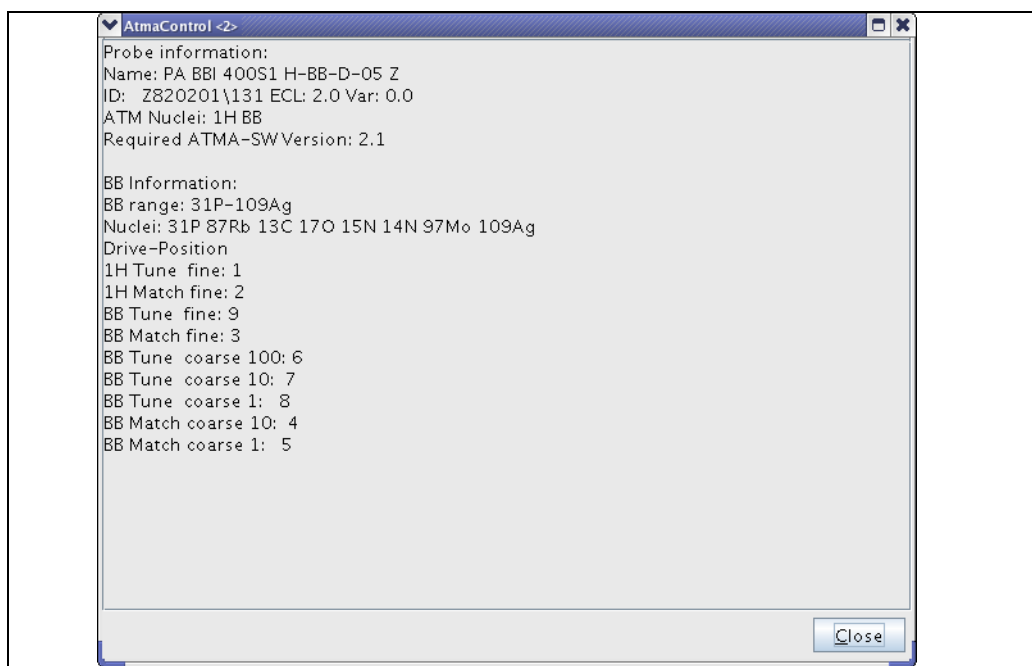 AtmaControl <2>
Probe information:
Name: PA BBI 400S1 H-BB-D-05 Z
ID: Z820201\131 ECL: 2.0 Var: 0.0
ATM Nuclei: 1H BB
Required ATMA-SW Version: 2.1
BB Information:
BB range: 31P-109Ag
Nuclei: 31P 87Rb 13C 17O 15N 14N 97Mo 109Ag
Drive-Position
1H Tune fine: 1
1H Match fine: 2
BB Tune fine: 9
BB Match fine: 3
BB Tune coarse 100: 6
BB Tune coarse 10: 7
BB Tune coarse 1: 8
BB Match coarse 10: 4
BB Match coarse 1: 5
Close